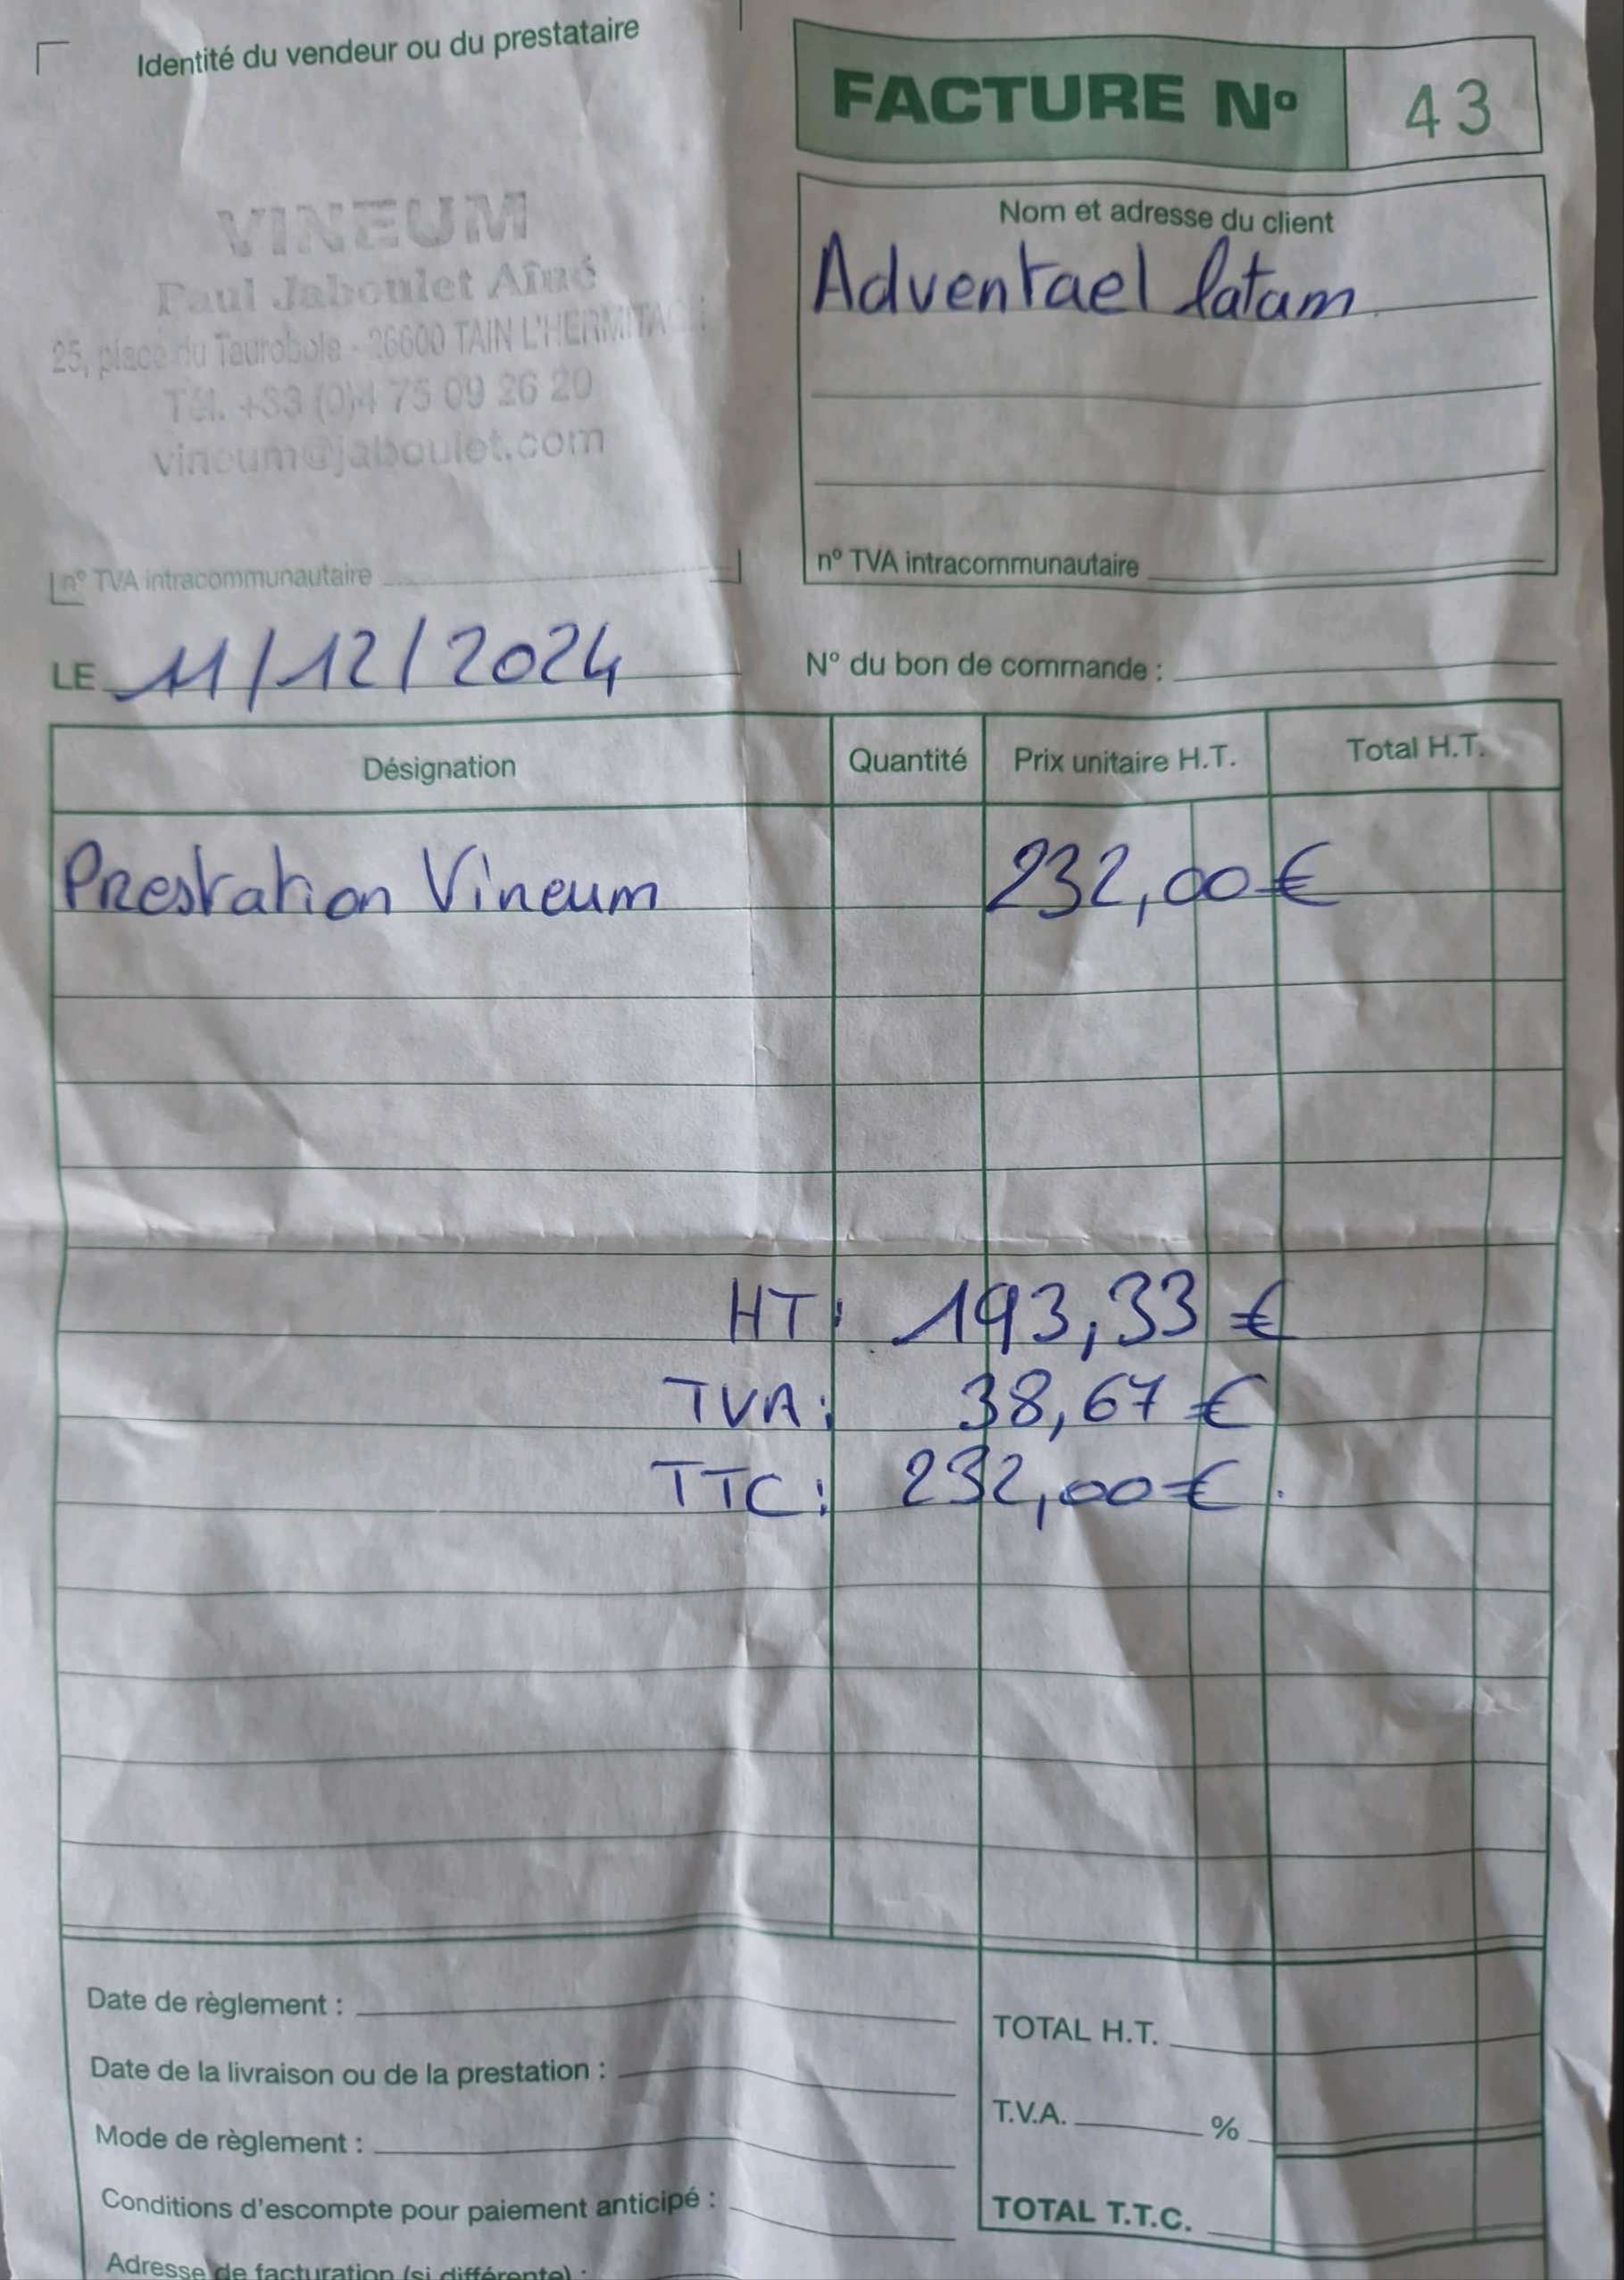 Identité du vendeur ou du prestataire
FACTURE Nº 43
VINEUM
Paul Jaboulet Aîné
25, place du Taurobole - 26600 TAIN L'HERMITAGE
Tél. +33 (0)4 75 09 26 20
vineum@jaboulet.com
nº TVA intracommunautaire
Nom et adresse du client
Adventael latam
nº TVA intracommunautaire
LE 11/12/2024
N° du bon de commande :
Désignation Quantité Prix unitaire H.T. Total H.T.
Prestation Vineum 232,00 €
HT: 193,33 €
TVA: 38,67 €
TTC: 232,00 €
Date de règlement :
Date de la livraison ou de la prestation :
Mode de règlement :
Conditions d'escompte pour paiement anticipé :
Adresse de facturation (si différente) :
TOTAL H.T.
T.V.A. %
TOTAL T.T.C.